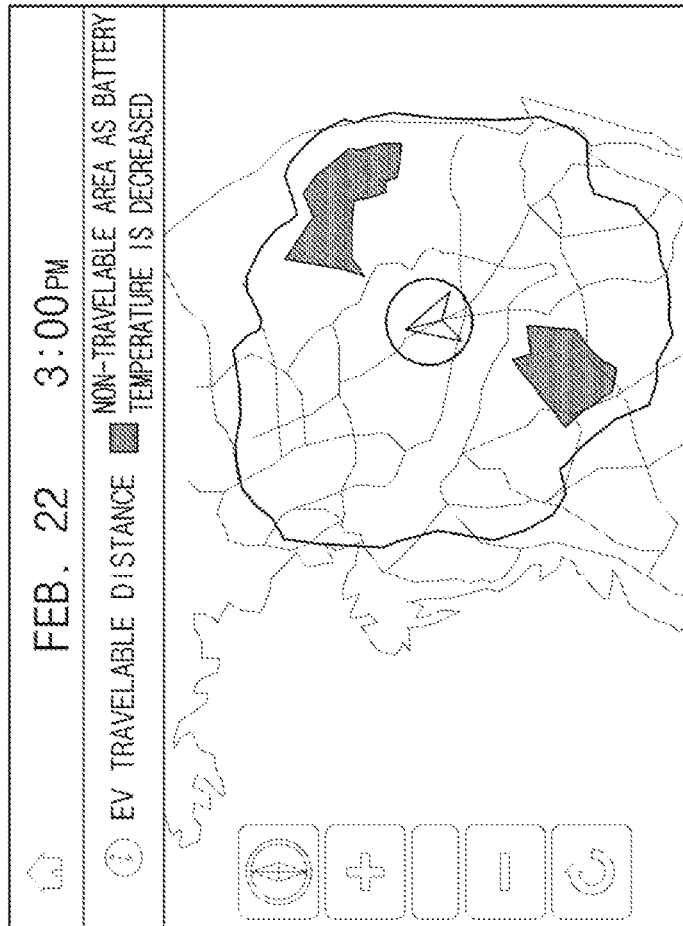 FEB. 22 3:00PM
i EV TRAVELABLE DISTANCE
NON-TRAVELABLE AREA AS BATTERY
TEMPERATURE IS DECREASED